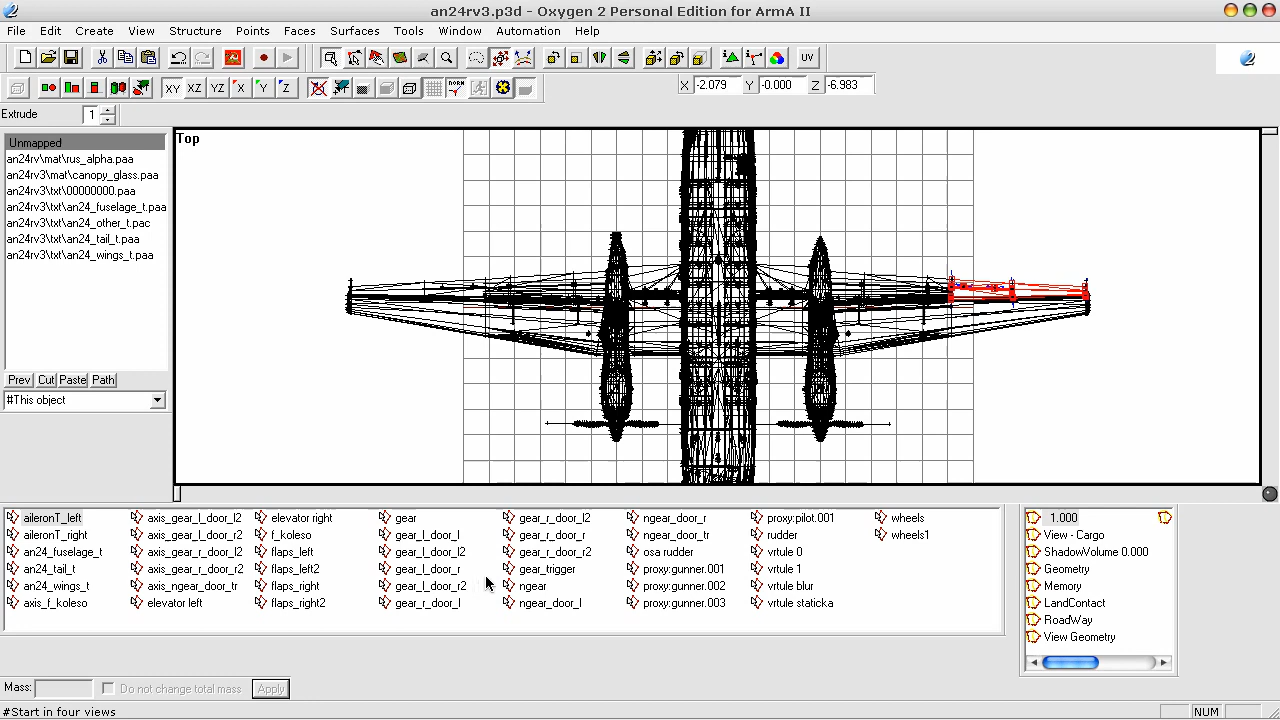 an24rv3.p3d - Oxygen 2 Personal Edition for ArmA II
File Edit Create View Structure Points Faces Surfaces Tools Window Automation Help
UV
XY XZ YZ X Y Z NORM X -2.079 Y -0.000 Z -6.983
Extrude 1
Unmapped
an24rv\mat\rus_alpha.paa
an24rv3\mat\canopy_glass.paa
an24rv3\txt\00000000.paa
an24rv3\txt\an24_fuselage_t.paa
an24rv3\txt\an24_other_t.pac
an24rv3\txt\an24_tail_t.paa
an24rv3\txt\an24_wings_t.paa
Prev Cut Paste Path
#This object
Top
aileronT_left axis_gear_l_door_l2 elevator right gear gear_r_door_l2 ngear_door_r proxy:pilot.001 wheels
aileronT_right axis_gear_l_door_r2 f_koleso gear_l_door_l gear_r_door_r ngear_door_tr rudder wheels1
an24_fuselage_t axis_gear_r_door_l2 flaps_left gear_l_door_l2 gear_r_door_r2 osa rudder vrtule 0
an24_tail_t axis_gear_r_door_r2 flaps_left2 gear_l_door_r gear_trigger proxy:gunner.001 vrtule 1
an24_wings_t axis_ngear_door_tr flaps_right gear_l_door_r2 ngear proxy:gunner.002 vrtule blur
axis_f_koleso elevator left flaps_right2 gear_r_door_l ngear_door_l proxy:gunner.003 vrtule staticka
1.000
View - Cargo
ShadowVolume 0.000
Geometry
Memory
LandContact
RoadWay
View Geometry
Mass: Do not change total mass Apply
#Start in four views NUM